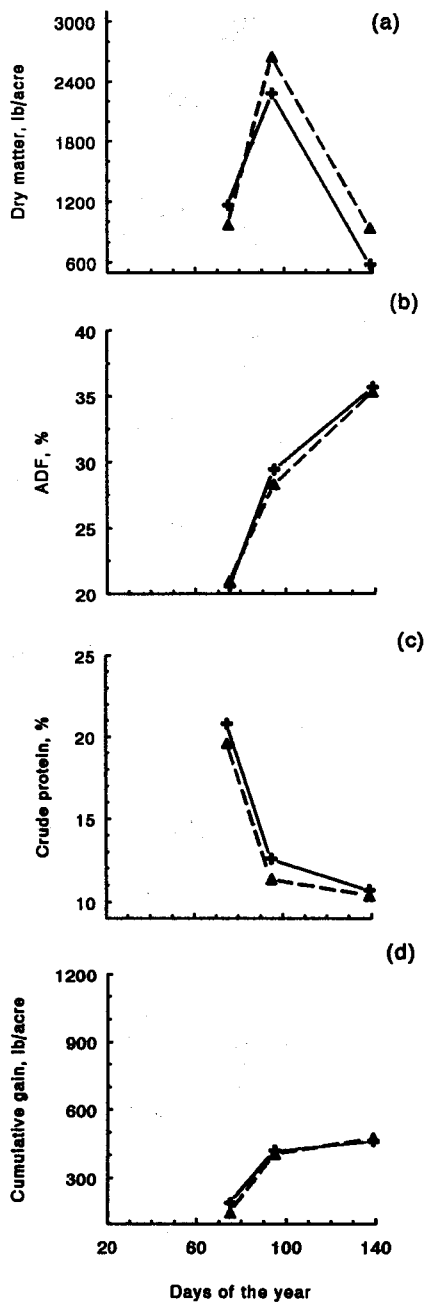 (a)
Dry matter, lb/acre
3000
2400
1800
1200
600
(b)
ADF, %
40
35
30
25
20
(c)
Crude protein, %
25
20
15
10
(d)
Cumulative gain, lb/acre
1200
900
600
300
20 60 100 140
Days of the year